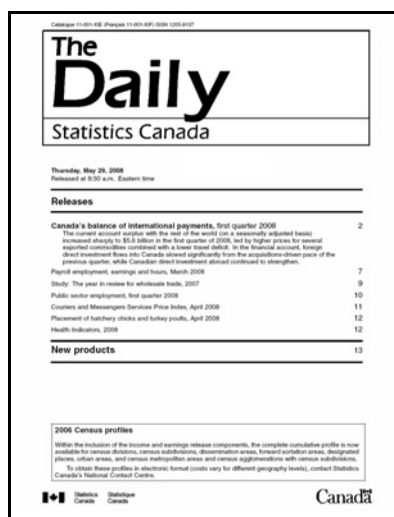 Catalogue 11-001-XIE (Français 11-001-XIF) ISSN 1205-9137
The
Daily
Statistics Canada
Thursday, May 29, 2008
Released at 8:30 a.m. Eastern time
Releases
Canada's balance of international payments, first quarter 2008 2
The current account surplus with the rest of the world (on a seasonally adjusted basis)
increased sharply to $5.6 billion in the first quarter of 2008, led by higher prices for several
exported commodities combined with a lower travel deficit. In the financial account, foreign
direct investment flows into Canada slowed significantly from the acquisitions-driven pace of the
previous quarter, while Canadian direct investment abroad continued to strengthen.
Payroll employment, earnings and hours, March 2008 7
Study: The year in review for wholesale trade, 2007 9
Public sector employment, first quarter 2008 10
Couriers and Messengers Services Price Index, April 2008 11
Placement of hatchery chicks and turkey poults, April 2008 12
Health Indicators, 2008 12
New products 13
2006 Census profiles
Within the inclusion of the income and earnings release components, the complete cumulative profile is now
available for census divisions, census subdivisions, dissemination areas, forward sortation areas, designated
places, urban areas, and census metropolitan areas and census agglomerations with census subdivisions.
To obtain these profiles in electronic format (costs vary for different geography levels), contact Statistics
Canada's National Contact Centre.
Statistics Statistique
Canada Canada
Canada